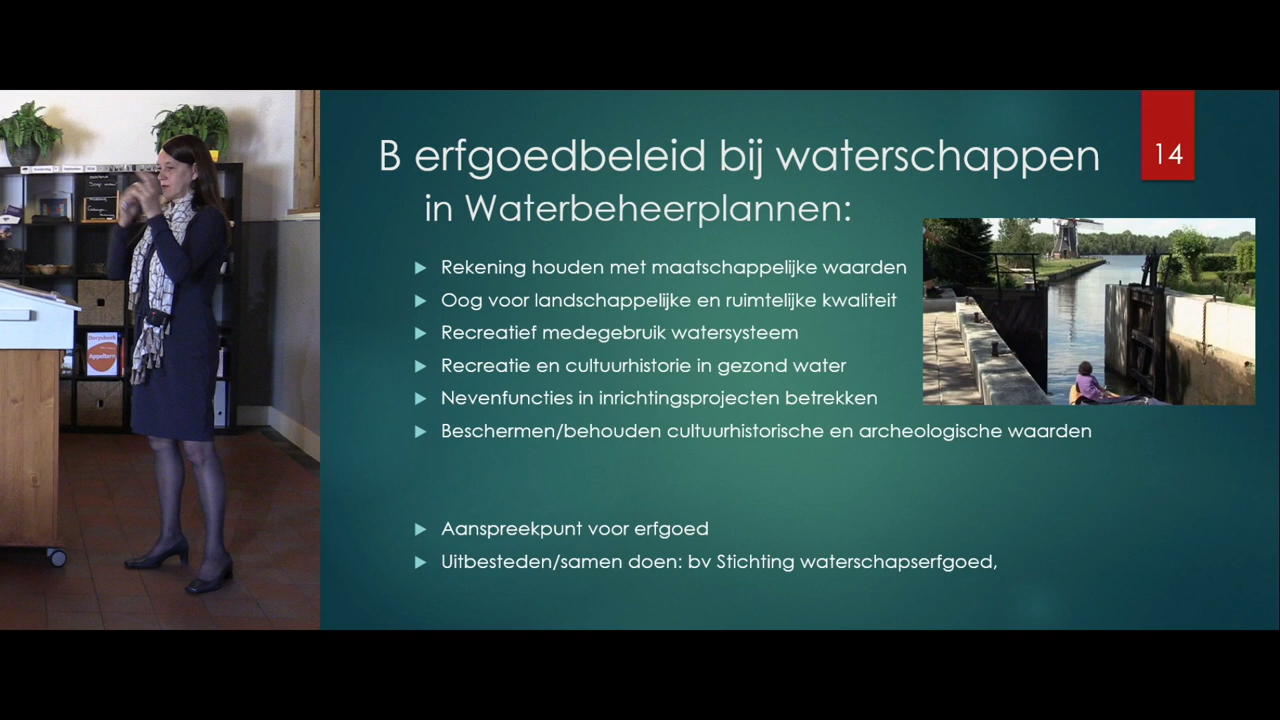 B erfgoedbeleid bij waterschappen
in Waterbeheerplannen:
14
Rekening houden met maatschappelijke waarden
Oog voor landschappelijke en ruimtelijke kwaliteit
Recreatief medegebruik watersysteem
Recreatie en cultuurhistorie in gezond water
Nevenfuncties in inrichtingsprojecten betrekken
Beschermen/behouden cultuurhistorische en archeologische waarden
Aanspreekpunt voor erfgoed
Uitbesteden/samen doen: bv Stichting waterschapserfgoed,
Dorpsboek
Appeltern